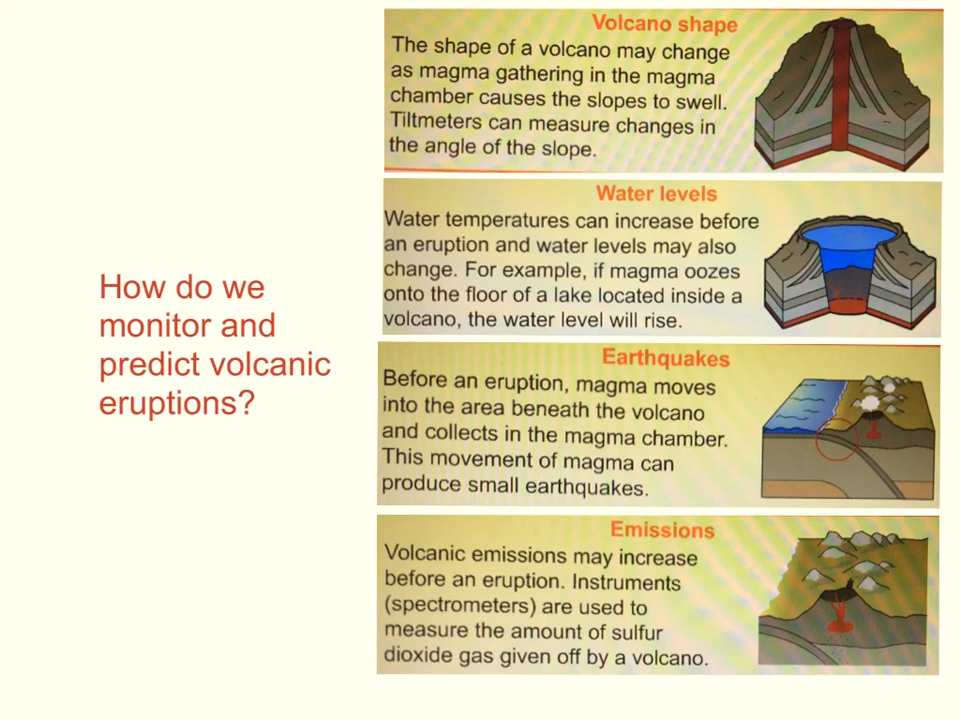 How do we
monitor and
predict volcanic
eruptions?
Volcano shape
The shape of a volcano may change
as magma gathering in the magma
chamber causes the slopes to swell.
Tiltmeters can measure changes in
the angle of the slope.
Water levels
Water temperatures can increase before
an eruption and water levels may also
change. For example, if magma oozes
onto the floor of a lake located inside a
volcano, the water level will rise.
Earthquakes
Before an eruption, magma moves
into the area beneath the volcano
and collects in the magma chamber.
This movement of magma can
produce small earthquakes.
Emissions
Volcanic emissions may increase
before an eruption. Instruments
(spectrometers) are used to
measure the amount of sulfur
dioxide gas given off by a volcano.